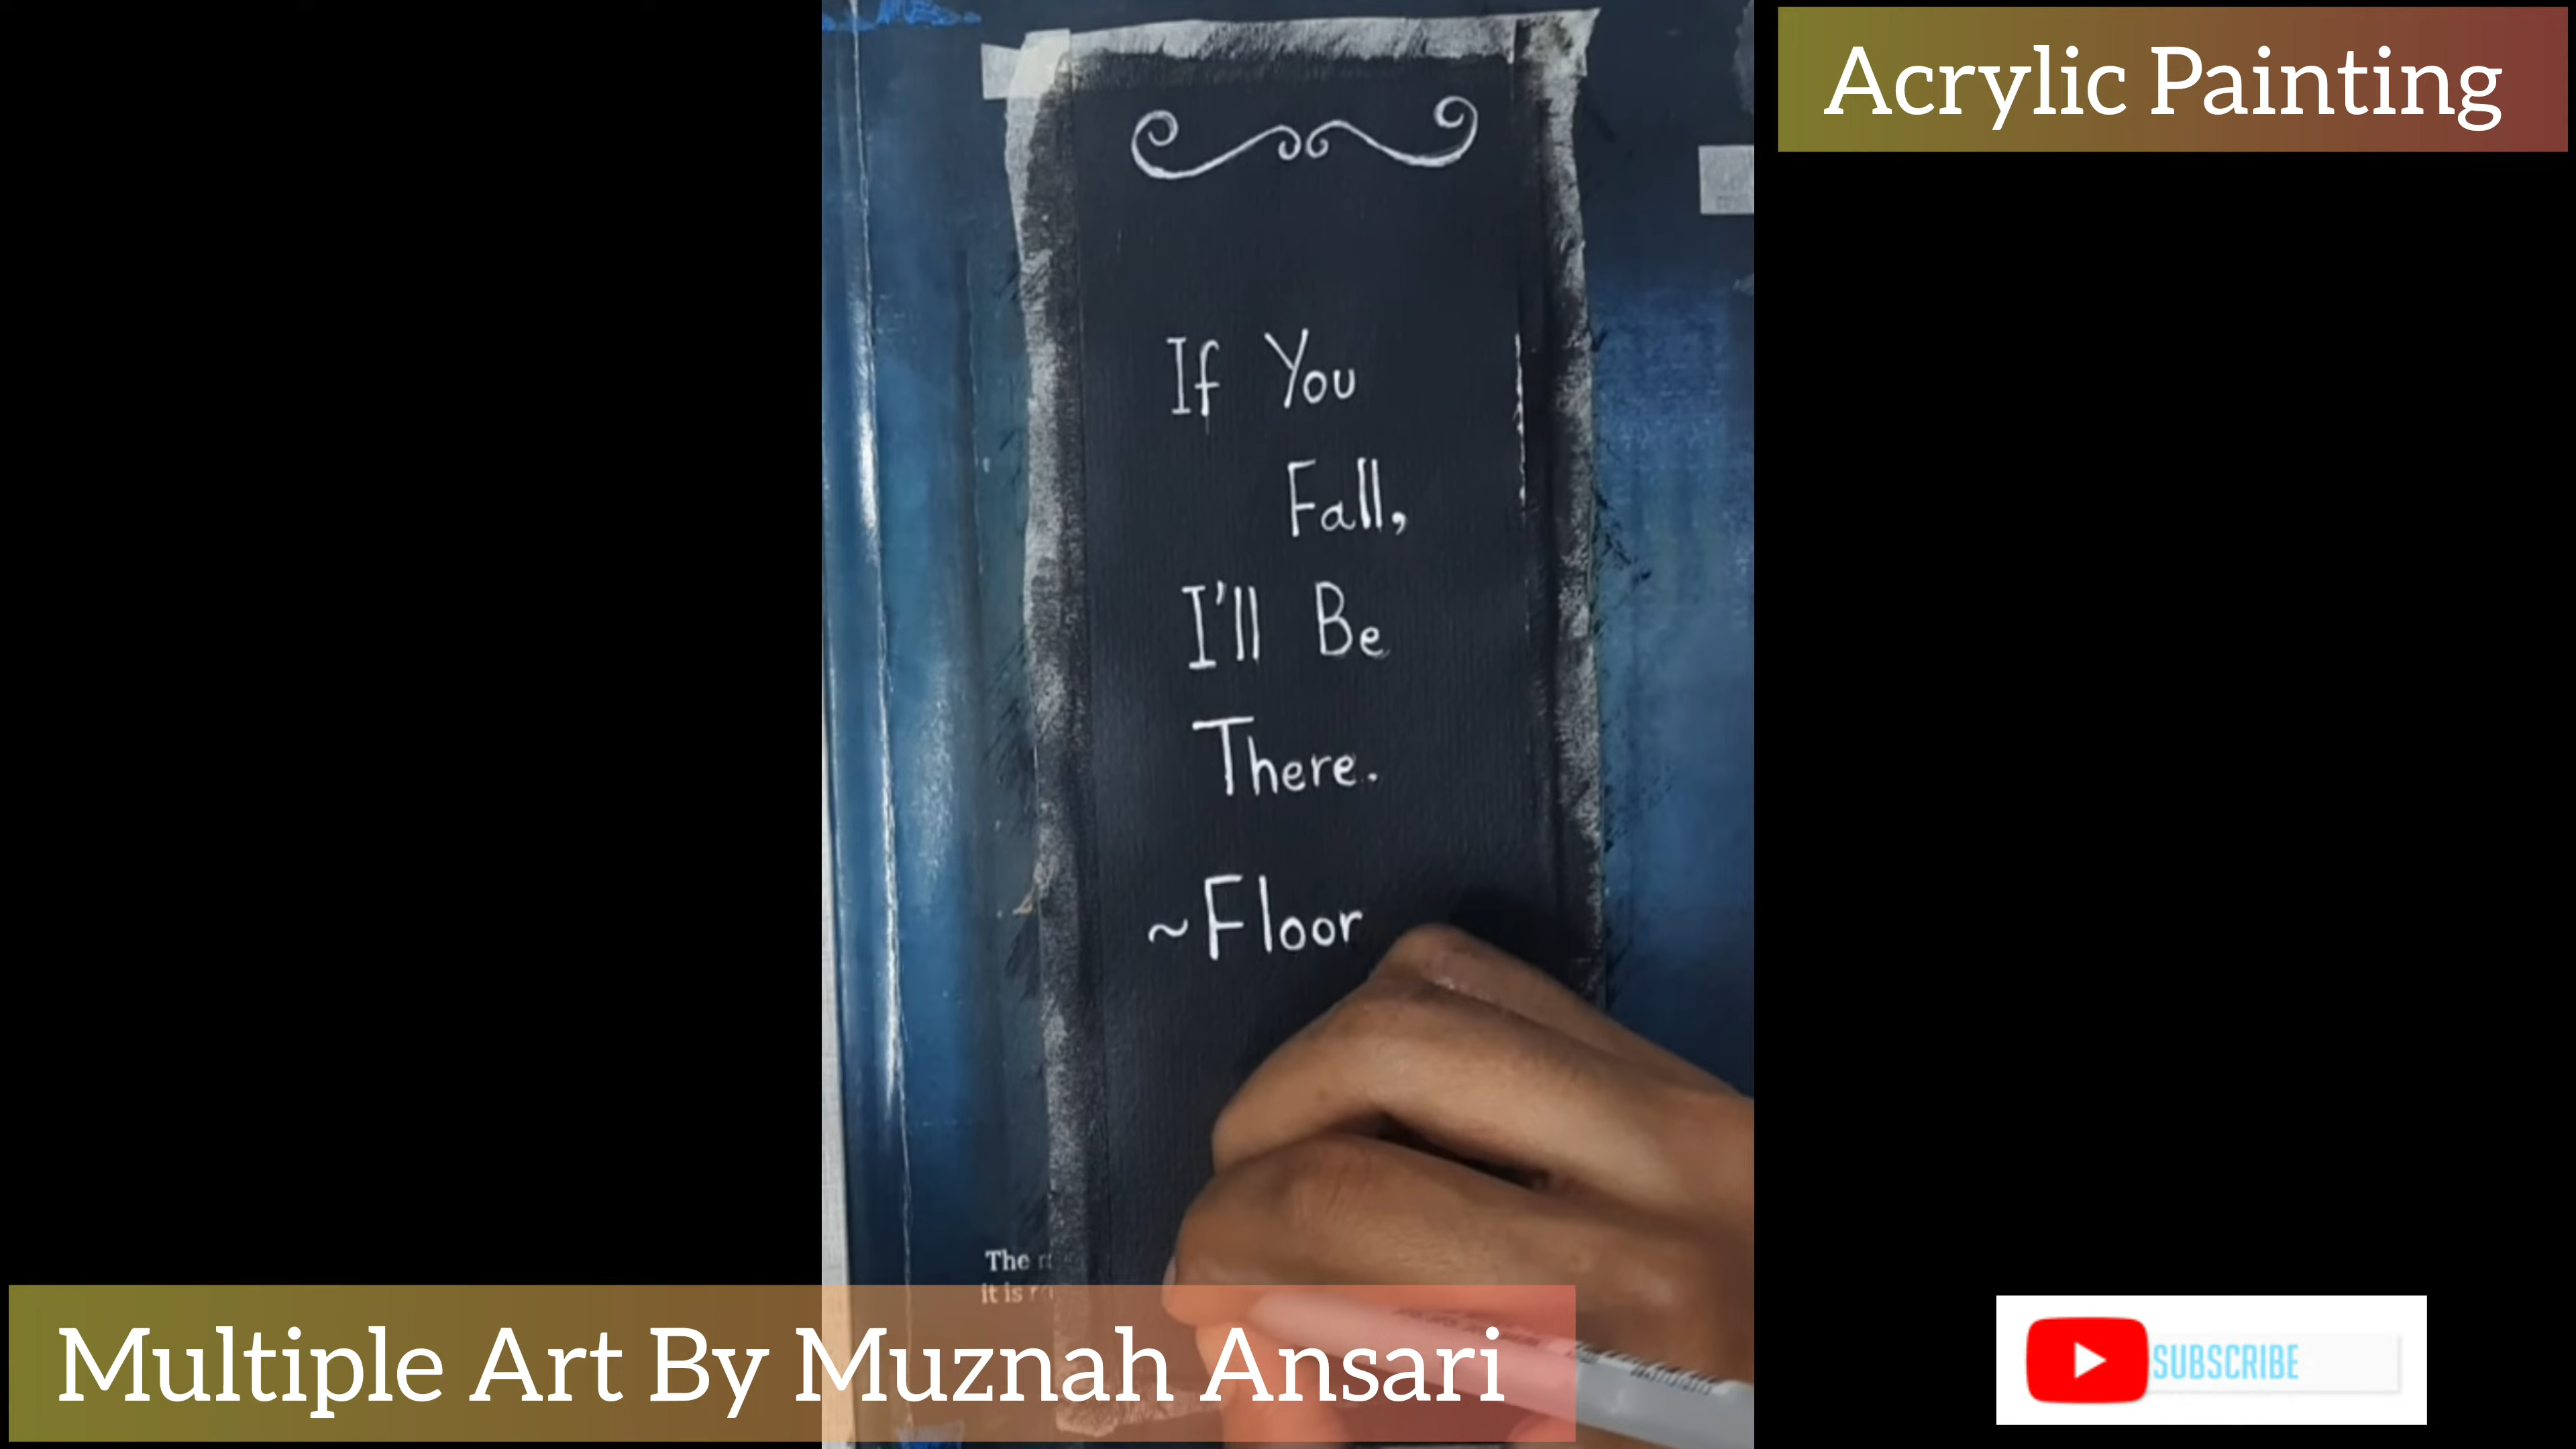 Acrylic Painting
If You
Fall,
I'll Be
There.
~Floor
The
it is
Multiple Art By Muznah Ansari
SUBSCRIBE